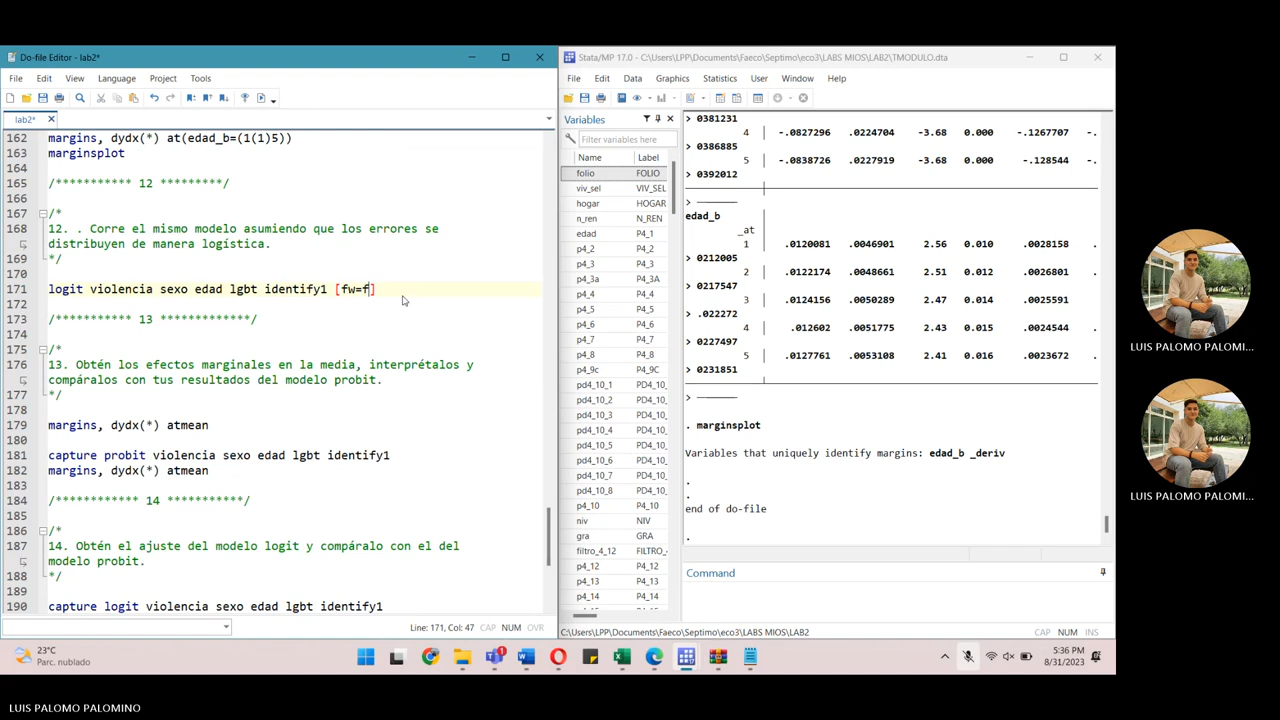 Do-file Editor - lab2*
File Edit View Language Project Tools
lab2*
162 margins, dydx(*) at(edad_b=(1(1)5))
163 marginsplot
164
165 /*********** 12 *********/
166
167 /*
168 12. . Corre el mismo modelo asumiendo que los errores se
distribuyen de manera logística.
169 */
170
171 logit violencia sexo edad lgbt identify1 [fw=f]
172
173 /*********** 13 *************/
174
175 /*
176 13. Obtén los efectos marginales en la media, interprétalos y
compáralos con tus resultados del modelo probit.
177 */
178
179 margins, dydx(*) atmean
180
181 capture probit violencia sexo edad lgbt identify1
182 margins, dydx(*) atmean
183
184 /************ 14 ***********/
185
186 /*
187 14. Obtén el ajuste del modelo logit y compáralo con el del
modelo probit.
188 */
189
190 capture logit violencia sexo edad lgbt identify1
Line: 171, Col: 47 CAP NUM OVR
Stata/MP 17.0 - C:\Users\LPP\Documents\Faeco\Septimo\eco3\LABS MIOS\LAB2\TMODULO.dta
File Edit Data Graphics Statistics User Window Help
Variables
Filter variables here
Name Label
folio FOLIO
viv_sel VIV_SEL
hogar HOGAR
n_ren N_REN
edad P4_1
p4_2 P4_2
p4_3 P4_3
p4_3a P4_3A
p4_4 P4_4
p4_5 P4_5
p4_6 P4_6
p4_7 P4_7
p4_8 P4_8
p4_9c P4_9C
pd4_10_1 PD4_10_
pd4_10_2 PD4_10_
pd4_10_3 PD4_10_
pd4_10_4 PD4_10_
pd4_10_5 PD4_10_
pd4_10_6 PD4_10_
pd4_10_7 PD4_10_
pd4_10_8 PD4_10_
p4_10 P4_10
niv NIV
gra GRA
filtro_4_12 FILTRO_
p4_12 P4_12
p4_13 P4_13
p4_14 P4_14
> 0381231
4 | -.0827296 .0224704 -3.68 0.000 -.1267707 -.
> 0386885
5 | -.0838726 .0227919 -3.68 0.000 -.128544 -.
> 0392012
>
edad_b
_at
1 | .0120081 .0046901 2.56 0.010 .0028158 .
> 0212005
2 | .0122174 .0048661 2.51 0.012 .0026801 .
> 0217547
3 | .0124156 .0050289 2.47 0.014 .0025591 .
> .022272
4 | .012602 .0051775 2.43 0.015 .0024544 .
> 0227497
5 | .0127761 .0053108 2.41 0.016 .0023672 .
> 0231851
>
. marginsplot
Variables that uniquely identify margins: edad_b _deriv
.
.
end of do-file
.
Command
C:\Users\LPP\Documents\Faeco\Septimo\eco3\LABS MIOS\LAB2
CAP NUM INS
LUIS PALOMO PALOMI...
LUIS PALOMO PALOMI...
23°C
Parc. nublado
5:36 PM
8/31/2023
LUIS PALOMO PALOMINO